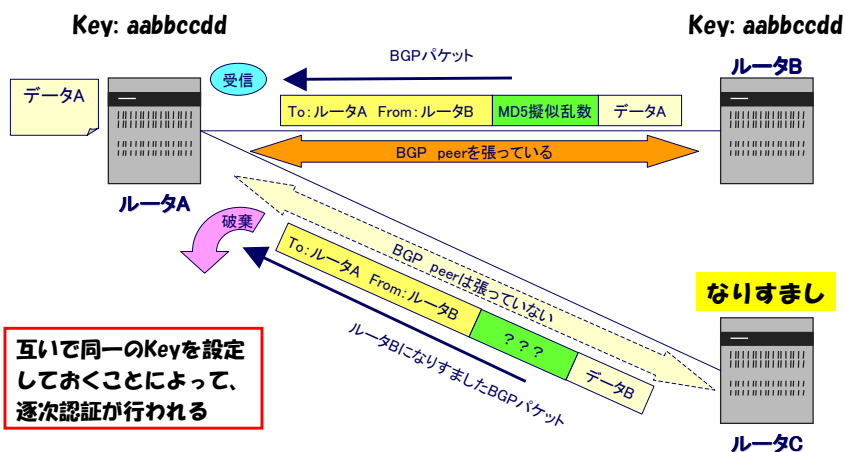 Key: aabbccdd
Key: aabbccdd
BGPパケット
受信
ルータB
データA
To:ルータA From:ルータB
MD5擬似乱数
データA
BGP peerを張っている
ルータA
破棄
BGP peerは張っていない
To:ルータA From:ルータB
???
データB
ルータBになりすましたBGPパケット
なりすまし
互いで同一のKeyを設定
しておくことによって、
逐次認証が行われる
ルータC